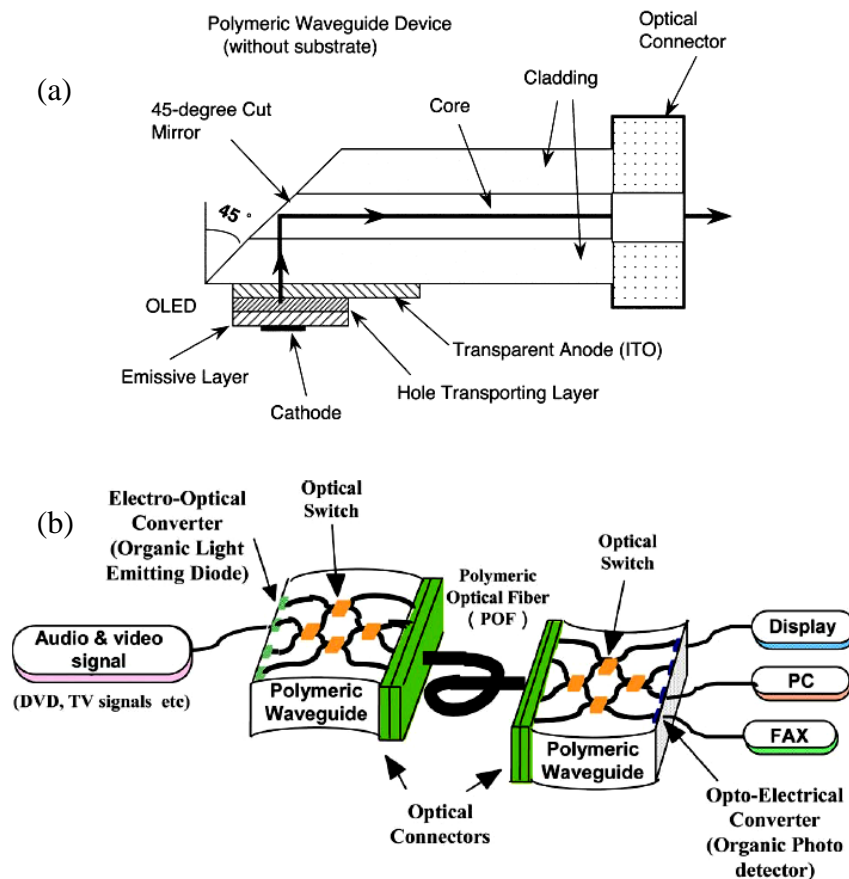 (a)
Polymeric Waveguide Device
(without substrate)
Optical
Connector
Cladding
Core
45-degree Cut
Mirror
45 °
OLED
Transparent Anode (ITO)
Emissive Layer
Hole Transporting Layer
Cathode
(b)
Electro-Optical
Converter
(Organic Light
Emitting Diode)
Optical
Switch
Polymeric
Optical Fiber
( POF )
Optical
Switch
Audio & video
signal
(DVD, TV signals etc)
Polymeric
Waveguide
Polymeric
Waveguide
Display
PC
FAX
Optical
Connectors
Opto-Electrical
Converter
(Organic Photo
detector)